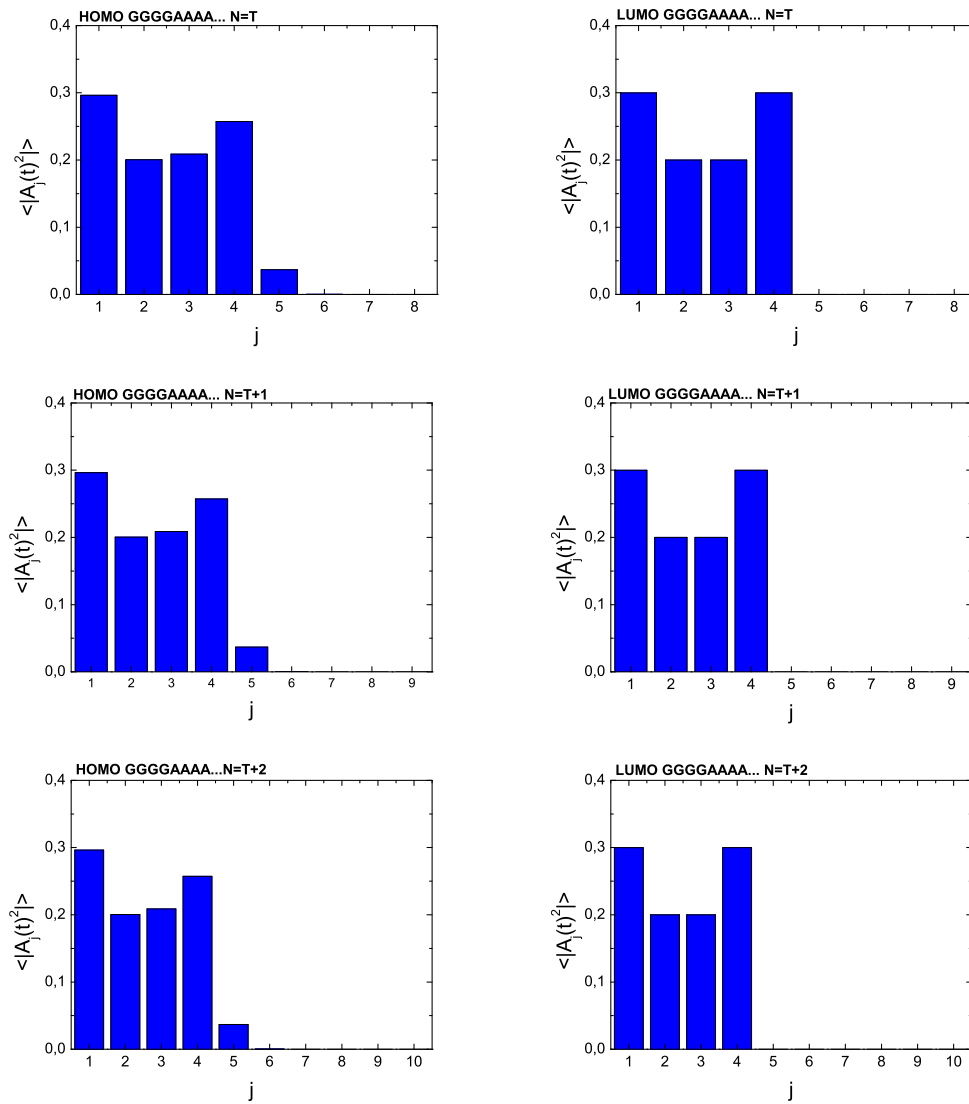 HOMO GGGGAAAA... N=T
0,4
0,3
0,2
0,1
0,0
<|A_j(t)^2|>
1 2 3 4 5 6 7 8
j
LUMO GGGGAAAA... N=T
0,4
0,3
0,2
0,1
0,0
<|A_j(t)^2|>
1 2 3 4 5 6 7 8
j
HOMO GGGGAAAA... N=T+1
0,4
0,3
0,2
0,1
0,0
<|A_j(t)^2|>
1 2 3 4 5 6 7 8 9
j
LUMO GGGGAAAA... N=T+1
0,4
0,3
0,2
0,1
0,0
<|A_j(t)^2|>
1 2 3 4 5 6 7 8 9
j
HOMO GGGGAAAA...N=T+2
0,4
0,3
0,2
0,1
0,0
<|A_j(t)^2|>
1 2 3 4 5 6 7 8 9 10
j
LUMO GGGGAAAA... N=T+2
0,4
0,3
0,2
0,1
0,0
<|A_j(t)^2|>
1 2 3 4 5 6 7 8 9 10
j